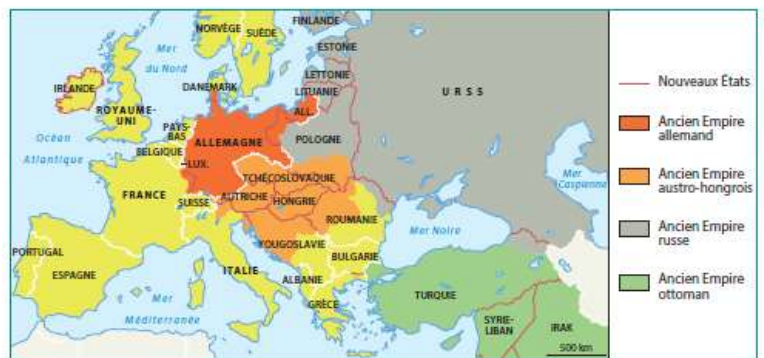 FINLANDE
NORVÈGE
SUÈDE
Mer
du Nord
ESTONIE
LETTONIE
LITUANIE
DANEMARK
IRLANDE
ROYAUME-
UNI
ALL.
URSS
PAYS-
BAS
ALLEMAGNE
POLOGNE
Océan
Atlantique
BELGIQUE
LUX.
TCHÉCOSLOVAQUIE
FRANCE
SUISSE
AUTRICHE
HONGRIE
ROUMANIE
Mer
Caspienne
Mer Noire
YOUGOSLAVIE
BULGARIE
PORTUGAL
ESPAGNE
ITALIE
ALBANIE
GRÈCE
TURQUIE
Mer
Méditerranée
SYRIE-
LIBAN
IRAK
500 km
Nouveaux États
Ancien Empire
allemand
Ancien Empire
austro-hongrois
Ancien Empire
russe
Ancien Empire
ottoman